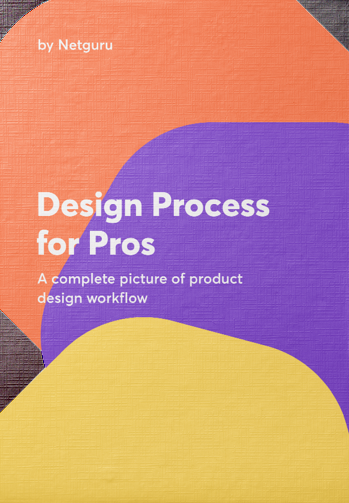 by Netguru
Design Process
for Pros
A complete picture of product
design workflow